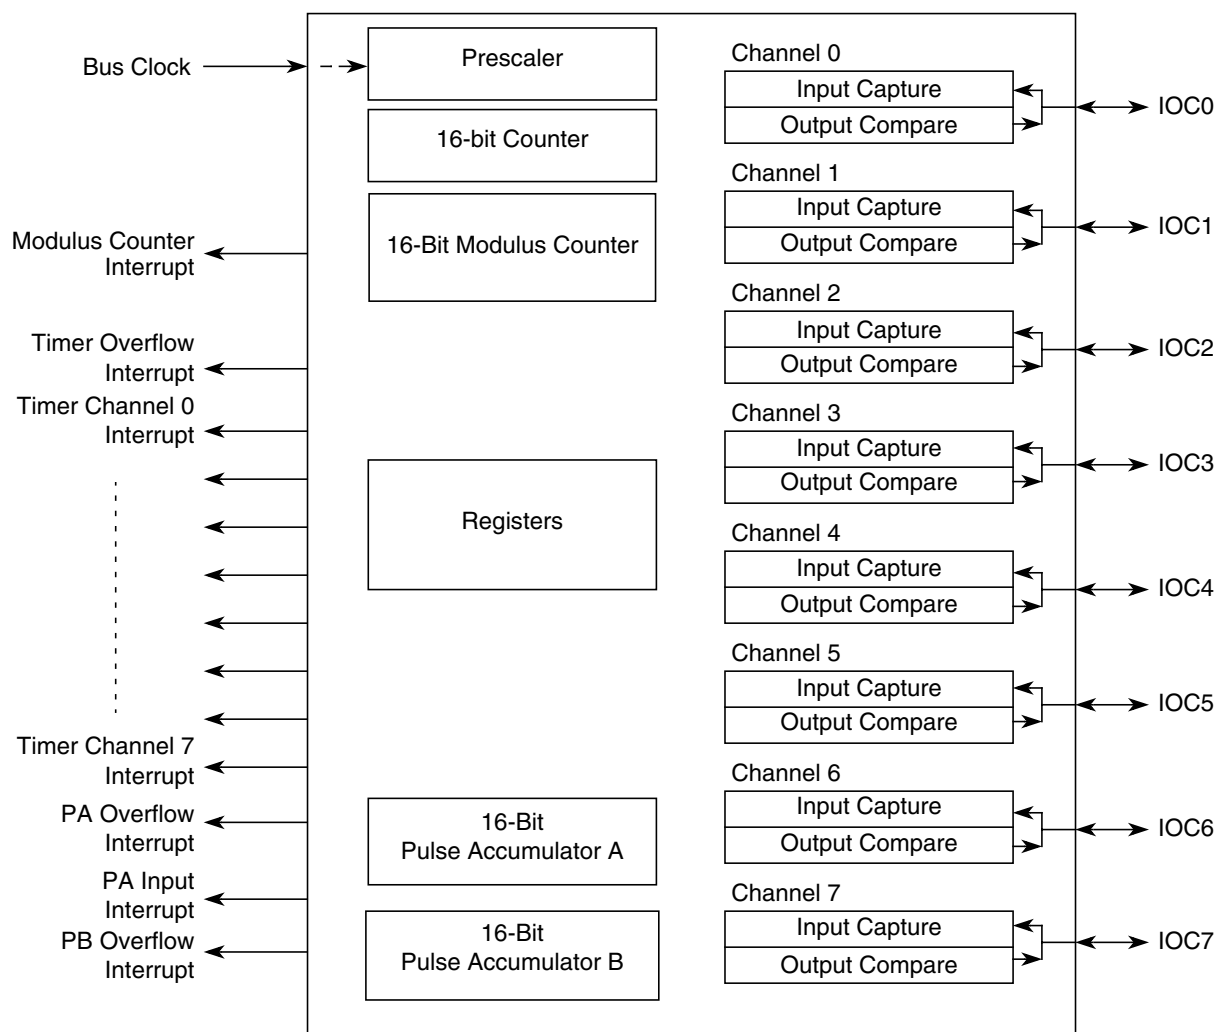 Bus Clock
Prescaler
16-bit Counter
16-Bit Modulus Counter
Modulus Counter
Interrupt
Timer Overflow
Interrupt
Timer Channel 0
Interrupt
Registers
Timer Channel 7
Interrupt
PA Overflow
Interrupt
PA Input
Interrupt
PB Overflow
Interrupt
16-Bit
Pulse Accumulator A
16-Bit
Pulse Accumulator B
Channel 0
Input Capture
Output Compare
IOC0
Channel 1
Input Capture
Output Compare
IOC1
Channel 2
Input Capture
Output Compare
IOC2
Channel 3
Input Capture
Output Compare
IOC3
Channel 4
Input Capture
Output Compare
IOC4
Channel 5
Input Capture
Output Compare
IOC5
Channel 6
Input Capture
Output Compare
IOC6
Channel 7
Input Capture
Output Compare
IOC7